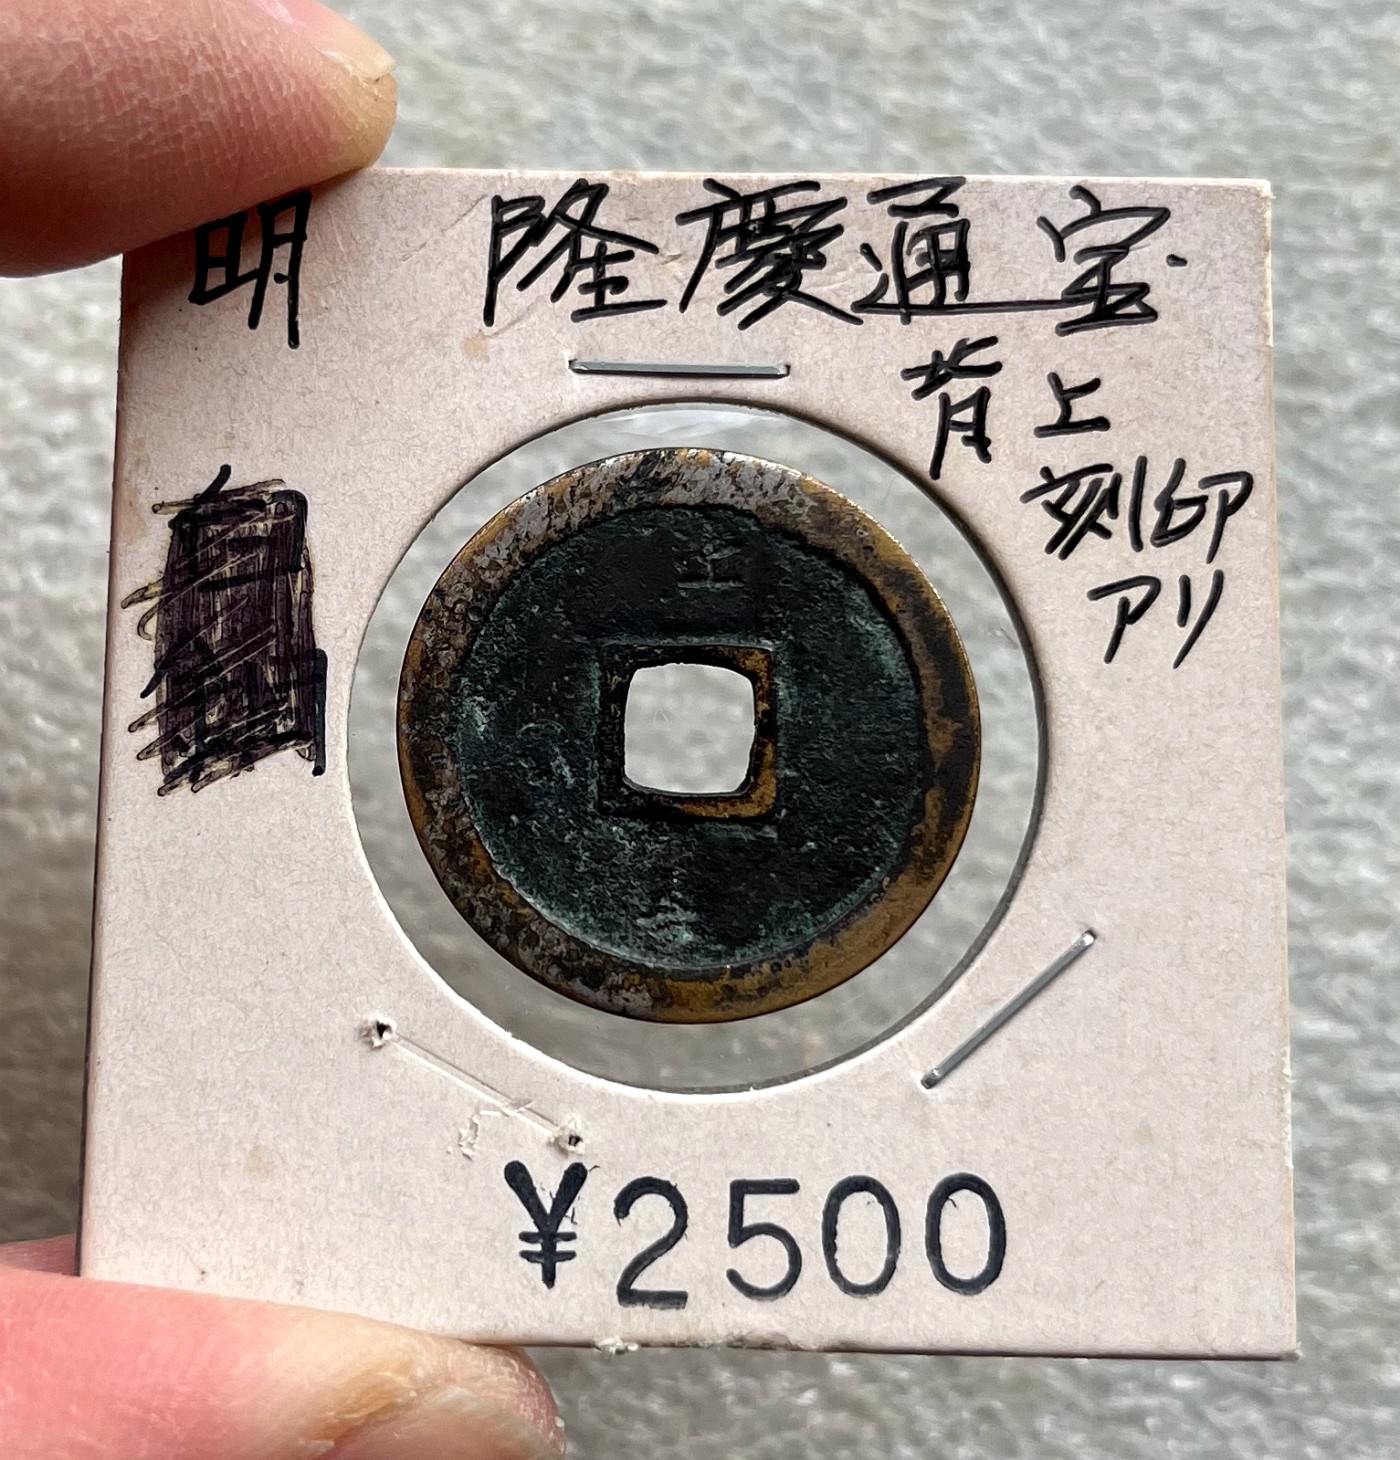 明 隆慶通宝
背上
刻印
アリ
¥2500